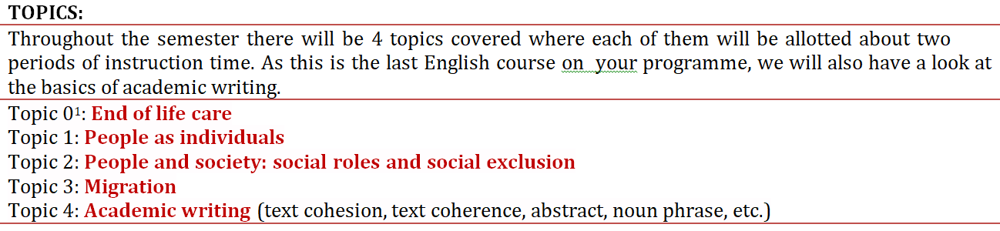 TOPICS:
Throughout the semester there will be 4 topics covered where each of them will be allotted about two
periods of instruction time. As this is the last English course on your programme, we will also have a look at
the basics of academic writing.
Topic 0¹: End of life care
Topic 1: People as individuals
Topic 2: People and society: social roles and social exclusion
Topic 3: Migration
Topic 4: Academic writing (text cohesion, text coherence, abstract, noun phrase, etc.)